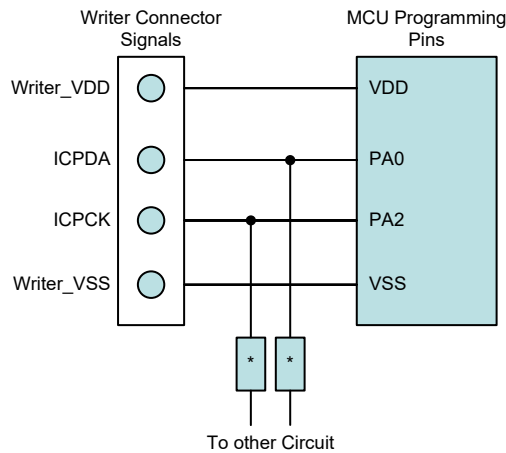 Writer Connector
Signals
MCU Programming
Pins
Writer_VDD
VDD
ICPDA
PA0
ICPCK
PA2
Writer_VSS
VSS
*
*
To other Circuit